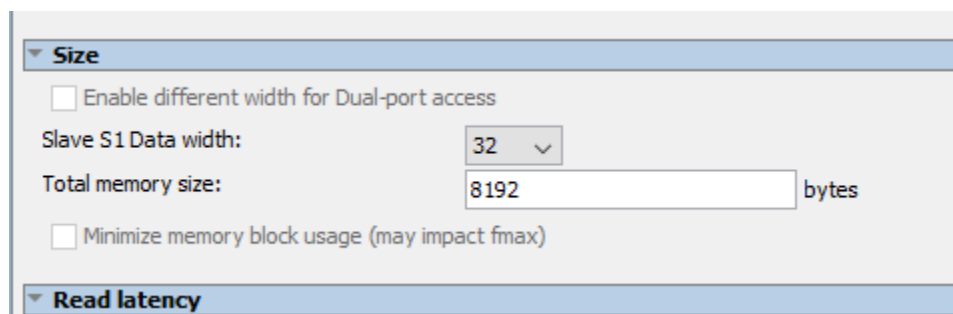 Size
Enable different width for Dual-port access
Slave S1 Data width:
32
Total memory size:
8192 bytes
Minimize memory block usage (may impact fmax)
Read latency